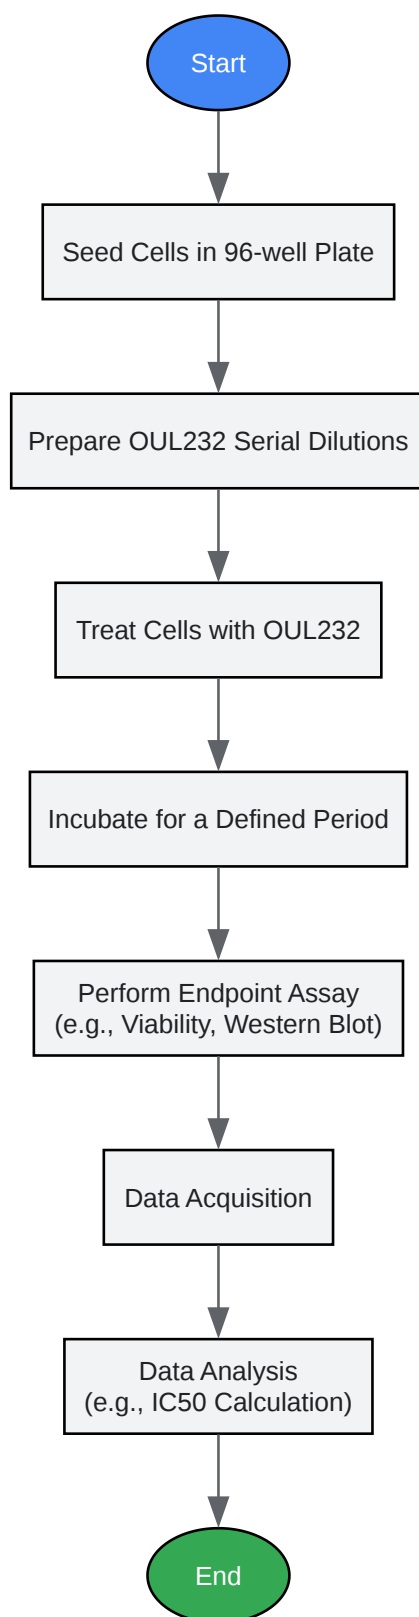 Start
Seed Cells in 96-well Plate
Prepare OUL232 Serial Dilutions
Treat Cells with OUL232
Incubate for a Defined Period
Perform Endpoint Assay
(e.g., Viability, Western Blot)
Data Acquisition
Data Analysis
(e.g., IC50 Calculation)
End